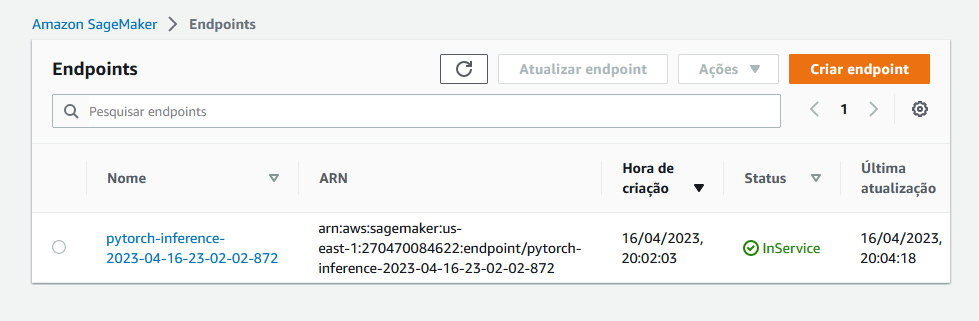 Amazon SageMaker > Endpoints
Endpoints
Atualizar endpoint
Ações
Criar endpoint
Pesquisar endpoints
1
Nome
ARN
Hora de
criação
Status
Última
atualização
pytorch-inference-
2023-04-16-23-02-02-872
arn:aws:sagemaker:us-
east-1:270470084622:endpoint/pytorch-
inference-2023-04-16-23-02-02-872
16/04/2023,
20:02:03
InService
16/04/2023,
20:04:18